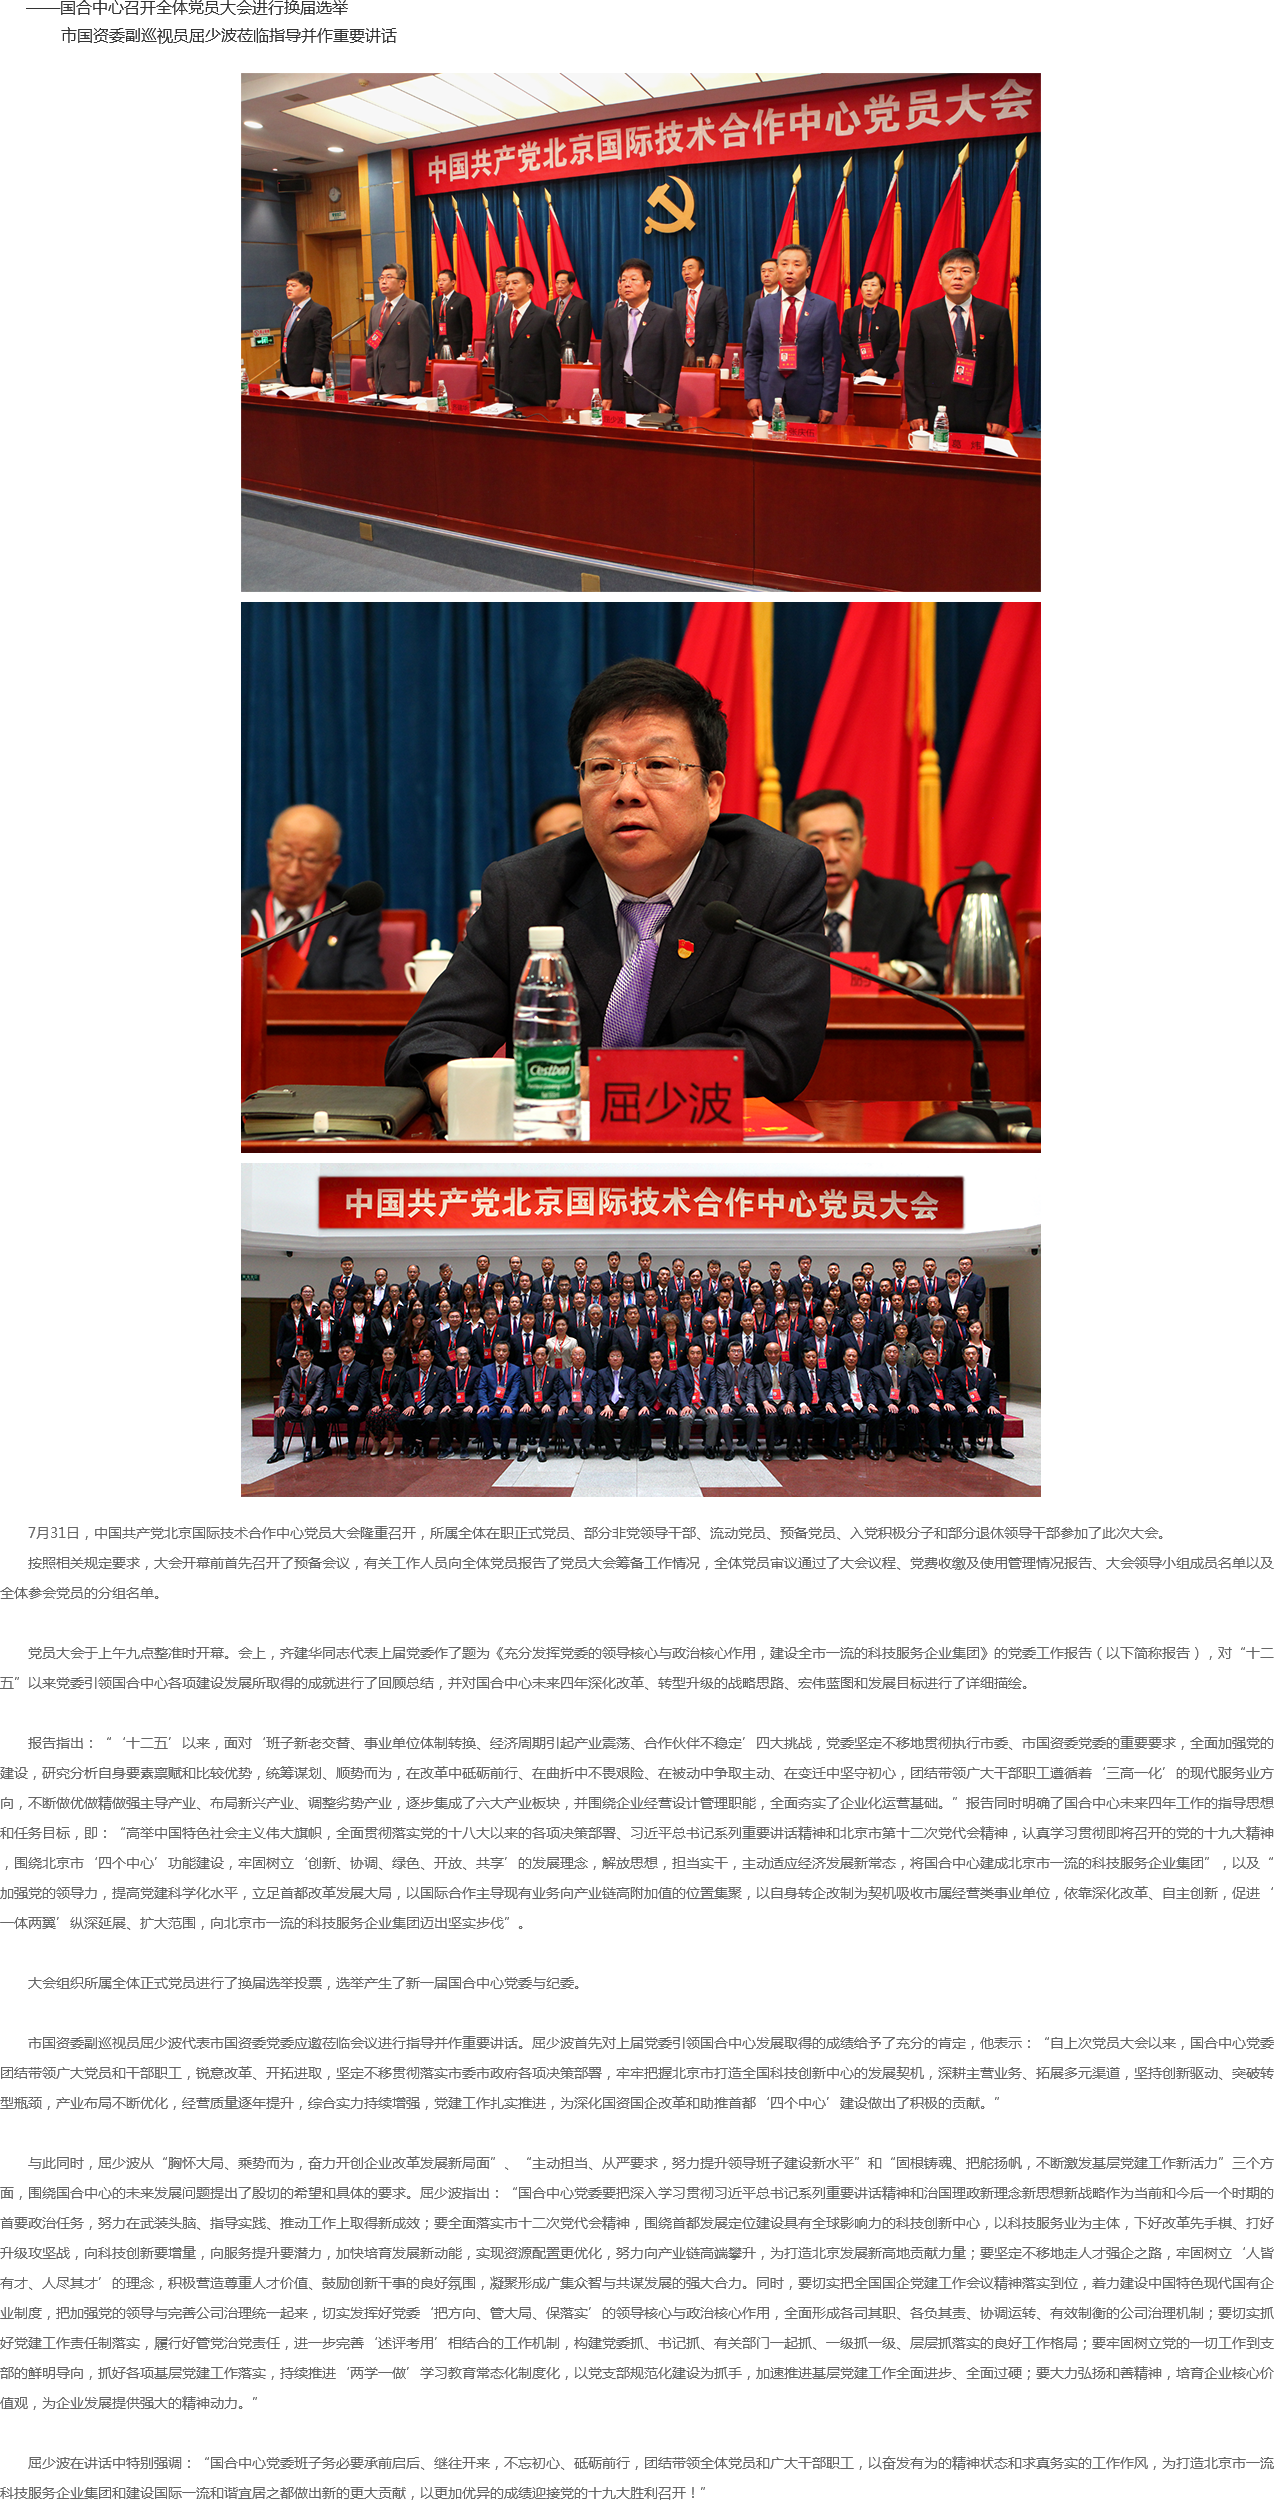 ——国合中心召开全体党员大会进行换届选举
市国资委副巡视员屈少波莅临指导并作重要讲话
中国共产党北京国际技术合作中心党员大会
屈少波
张庆伍
葛 炜
C'estbon
屈少波
中国共产党北京国际技术合作中心党员大会
7月31日，中国共产党北京国际技术合作中心党员大会隆重召开，所属全体在职正式党员、部分非党领导干部、流动党员、预备党员、入党积极分子和部分退休领导干部参加了此次大会。
按照相关规定要求，大会开幕前首先召开了预备会议，有关工作人员向全体党员报告了党员大会筹备工作情况，全体党员审议通过了大会议程、党费收缴及使用管理情况报告、大会领导小组成员名单以及
全体参会党员的分组名单。
党员大会于上午九点整准时开幕。会上，齐建华同志代表上届党委作了题为《充分发挥党委的领导核心与政治核心作用，建设全市一流的科技服务企业集团》的党委工作报告（以下简称报告），对“十二
五”以来党委引领国合中心各项建设发展所取得的成就进行了回顾总结，并对国合中心未来四年深化改革、转型升级的战略思路、宏伟蓝图和发展目标进行了详细描绘。
报告指出：“‘十二五’以来，面对‘班子新老交替、事业单位体制转换、经济周期引起产业震荡、合作伙伴不稳定’四大挑战，党委坚定不移地贯彻执行市委、市国资委党委的重要要求，全面加强党的
建设，研究分析自身要素禀赋和比较优势，统筹谋划、顺势而为，在改革中砥砺前行、在曲折中不畏艰险、在被动中争取主动、在变迁中坚守初心，团结带领广大干部职工遵循着‘三高一化’的现代服务业方
向，不断做优做精做强主导产业、布局新兴产业、调整劣势产业，逐步集成了六大产业板块，并围绕企业经营设计管理职能，全面夯实了企业化运营基础。”报告同时明确了国合中心未来四年工作的指导思想
和任务目标，即：“高举中国特色社会主义伟大旗帜，全面贯彻落实党的十八大以来的各项决策部署、习近平总书记系列重要讲话精神和北京市第十二次党代会精神，认真学习贯彻即将召开的党的十九大精神
，围绕北京市‘四个中心’功能建设，牢固树立‘创新、协调、绿色、开放、共享’的发展理念，解放思想，担当实干，主动适应经济发展新常态，将国合中心建成北京市一流的科技服务企业集团”，以及“
加强党的领导力，提高党建科学化水平，立足首都改革发展大局，以国际合作主导现有业务向产业链高附加值的位置集聚，以自身转企改制为契机吸收市属经营类事业单位，依靠深化改革、自主创新，促进‘
一体两翼’纵深延展、扩大范围，向北京市一流的科技服务企业集团迈出坚实步伐”。
大会组织所属全体正式党员进行了换届选举投票，选举产生了新一届国合中心党委与纪委。
市国资委副巡视员屈少波代表市国资委党委应邀莅临会议进行指导并作重要讲话。屈少波首先对上届党委引领国合中心发展取得的成绩给予了充分的肯定，他表示：“自上次党员大会以来，国合中心党委
团结带领广大党员和干部职工，锐意改革、开拓进取，坚定不移贯彻落实市委市政府各项决策部署，牢牢把握北京市打造全国科技创新中心的发展契机，深耕主营业务、拓展多元渠道，坚持创新驱动、突破转
型瓶颈，产业布局不断优化，经营质量逐年提升，综合实力持续增强，党建工作扎实推进，为深化国资国企改革和助推首都‘四个中心’建设做出了积极的贡献。”
与此同时，屈少波从“胸怀大局、乘势而为，奋力开创企业改革发展新局面”、“主动担当、从严要求，努力提升领导班子建设新水平”和“固根铸魂、把舵扬帆，不断激发基层党建工作新活力”三个方
面，围绕国合中心的未来发展问题提出了殷切的希望和具体的要求。屈少波指出：“国合中心党委要把深入学习贯彻习近平总书记系列重要讲话精神和治国理政新理念新思想新战略作为当前和今后一个时期的
首要政治任务，努力在武装头脑、指导实践、推动工作上取得新成效；要全面落实市十二次党代会精神，围绕首都发展定位建设具有全球影响力的科技创新中心，以科技服务业为主体，下好改革先手棋、打好
升级攻坚战，向科技创新要增量，向服务提升要潜力，加快培育发展新动能，实现资源配置更优化，努力向产业链高端攀升，为打造北京发展新高地贡献力量；要坚定不移地走人才强企之路，牢固树立‘人皆
有才、人尽其才’的理念，积极营造尊重人才价值、鼓励创新干事的良好氛围，凝聚形成广集众智与共谋发展的强大合力。同时，要切实把全国国企党建工作会议精神落实到位，着力建设中国特色现代国有企
业制度，把加强党的领导与完善公司治理统一起来，切实发挥好党委‘把方向、管大局、保落实’的领导核心与政治核心作用，全面形成各司其职、各负其责、协调运转、有效制衡的公司治理机制；要切实抓
好党建工作责任制落实，履行好管党治党责任，进一步完善‘述评考用’相结合的工作机制，构建党委抓、书记抓、有关部门一起抓、一级抓一级、层层抓落实的良好工作格局；要牢固树立党的一切工作到支
部的鲜明导向，抓好各项基层党建工作落实，持续推进‘两学一做’学习教育常态化制度化，以党支部规范化建设为抓手，加速推进基层党建工作全面进步、全面过硬；要大力弘扬和善精神，培育企业核心价
值观，为企业发展提供强大的精神动力。”
屈少波在讲话中特别强调：“国合中心党委班子务必要承前启后、继往开来，不忘初心、砥砺前行，团结带领全体党员和广大干部职工，以奋发有为的精神状态和求真务实的工作作风，为打造北京市一流
科技服务企业集团和建设国际一流和谐宜居之都做出新的更大贡献，以更加优异的成绩迎接党的十九大胜利召开！”